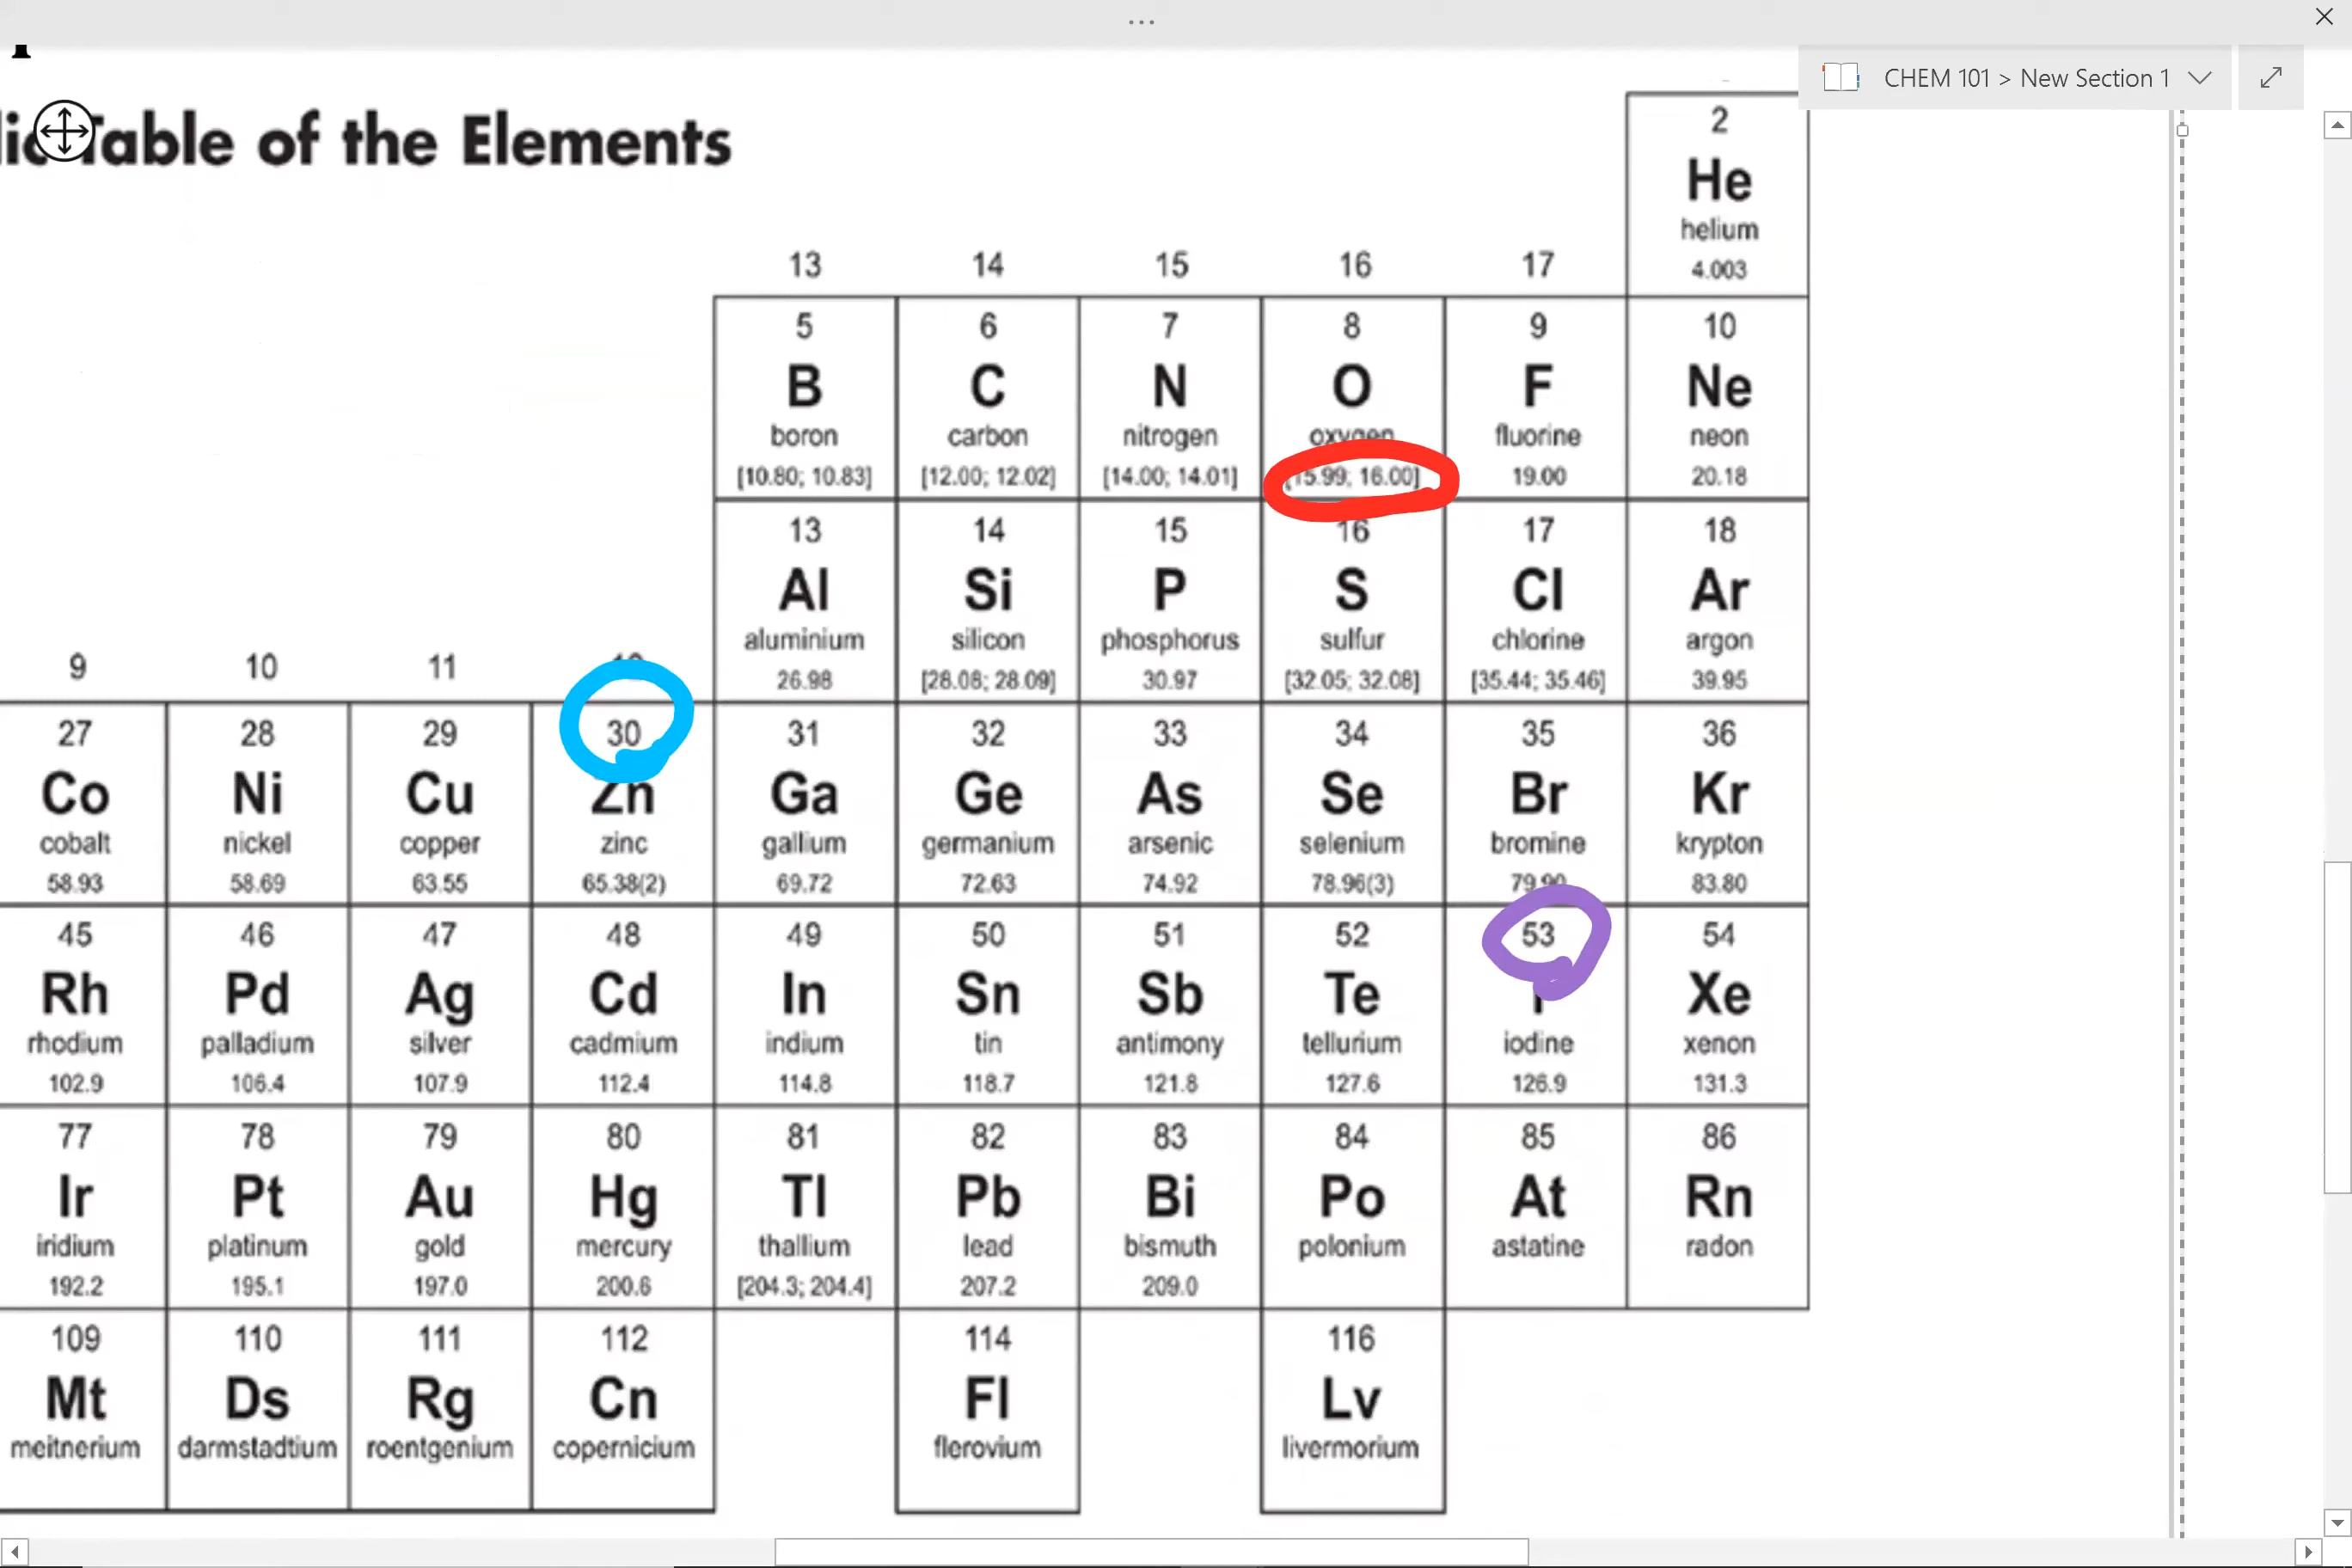 ...
CHEM 101 > New Section 1
Table of the Elements
2
He
helium
4.003
13 14 15 16 17
5 6 7 8 9 10
B C N O F Ne
boron carbon nitrogen oxygen fluorine neon
[10.80; 10.83] [12.00; 12.02] [14.00; 14.01] [15.99; 16.00] 19.00 20.18
13 14 15 16 17 18
Al Si P S Cl Ar
aluminium silicon phosphorus sulfur chlorine argon
9 10 11 26.98 [28.08; 28.09] 30.97 [32.05; 32.08] [35.44; 35.46] 39.95
27 28 29 30 31 32 33 34 35 36
Co Ni Cu Zn Ga Ge As Se Br Kr
cobalt nickel copper zinc gallium germanium arsenic selenium bromine krypton
58.93 58.69 63.55 65.38(2) 69.72 72.63 74.92 78.96(3) 79.90 83.80
45 46 47 48 49 50 51 52 53 54
Rh Pd Ag Cd In Sn Sb Te I Xe
rhodium palladium silver cadmium indium tin antimony tellurium iodine xenon
102.9 106.4 107.9 112.4 114.8 118.7 121.8 127.6 126.9 131.3
77 78 79 80 81 82 83 84 85 86
Ir Pt Au Hg Tl Pb Bi Po At Rn
iridium platinum gold mercury thallium lead bismuth polonium astatine radon
192.2 195.1 197.0 200.6 [204.3; 204.4] 207.2 209.0
109 110 111 112 114 116
Mt Ds Rg Cn Fl Lv
meitnerium darmstadtium roentgenium copernicium flerovium livermorium